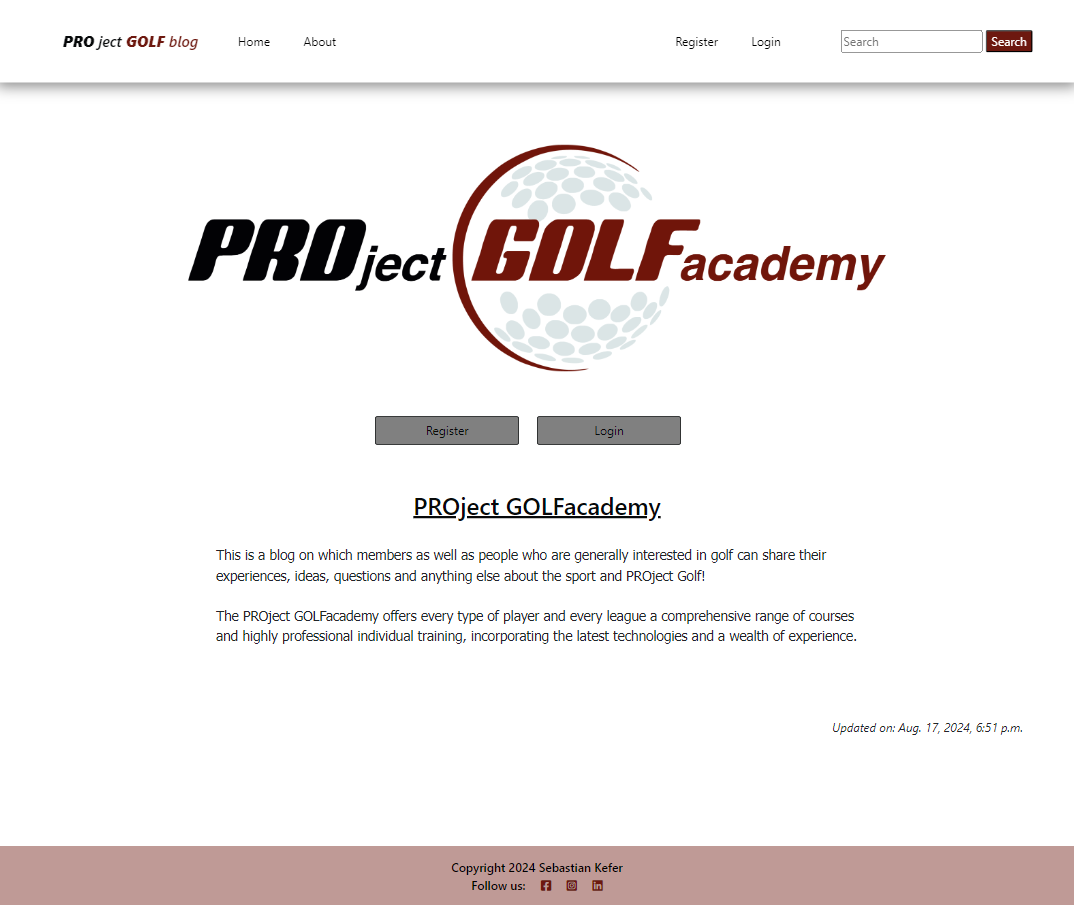 PRO ject GOLF blog Home About Register Login Search Search
PROject GOLFacademy
Register Login
PROject GOLFacademy
This is a blog on which members as well as people who are generally interested in golf can share their
experiences, ideas, questions and anything else about the sport and PROject Golf!
The PROject GOLFacademy offers every type of player and every league a comprehensive range of courses
and highly professional individual training, incorporating the latest technologies and a wealth of experience.
Updated on: Aug. 17, 2024, 6:51 p.m.
Copyright 2024 Sebastian Kefer
Follow us: